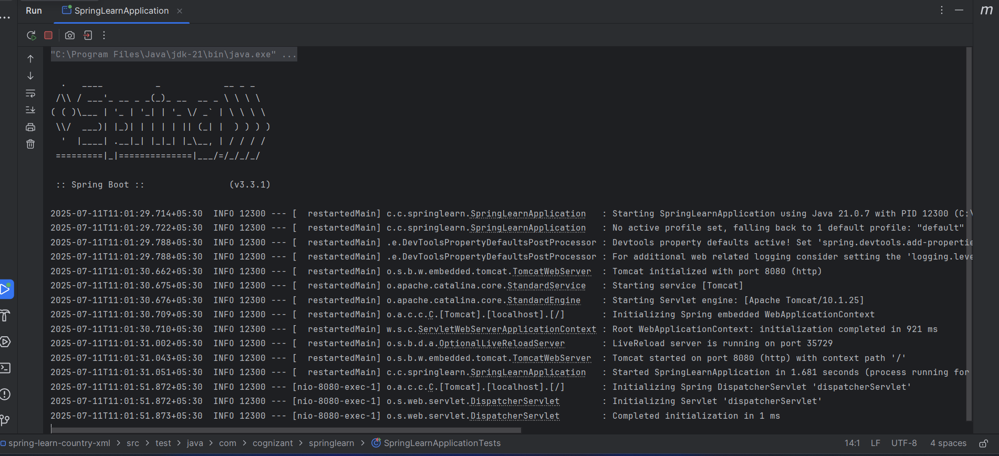 Run SpringLearnApplication
"C:\Program Files\Java\jdk-21\bin\java.exe" ...
  .   ____          _            __ _ _
 /\\ / ___'_ __ _ _(_)_ __  __ _ \ \ \ \
( ( )\___ | '_ | '_| | '_ \/ _` | \ \ \ \
 \\/  ___)| |_)| | | | | || (_| |  ) ) ) )
  '  |____| .__|_| |_|_| |_\__, | / / / /
 =========|_|==============|___/=/_/_/_/
 :: Spring Boot ::                (v3.3.1)
2025-07-11T11:01:29.714+05:30  INFO 12300 --- [  restartedMain] c.c.springlearn.SpringLearnApplication   : Starting SpringLearnApplication using Java 21.0.7 with PID 12300 (C:\
2025-07-11T11:01:29.722+05:30  INFO 12300 --- [  restartedMain] c.c.springlearn.SpringLearnApplication   : No active profile set, falling back to 1 default profile: "default"
2025-07-11T11:01:29.788+05:30  INFO 12300 --- [  restartedMain] .e.DevToolsPropertyDefaultsPostProcessor : Devtools property defaults active! Set 'spring.devtools.add-propertie
2025-07-11T11:01:29.788+05:30  INFO 12300 --- [  restartedMain] .e.DevToolsPropertyDefaultsPostProcessor : For additional web related logging consider setting the 'logging.leve
2025-07-11T11:01:30.662+05:30  INFO 12300 --- [  restartedMain] o.s.b.w.embedded.tomcat.TomcatWebServer  : Tomcat initialized with port 8080 (http)
2025-07-11T11:01:30.675+05:30  INFO 12300 --- [  restartedMain] o.apache.catalina.core.StandardService   : Starting service [Tomcat]
2025-07-11T11:01:30.676+05:30  INFO 12300 --- [  restartedMain] o.apache.catalina.core.StandardEngine    : Starting Servlet engine: [Apache Tomcat/10.1.25]
2025-07-11T11:01:30.709+05:30  INFO 12300 --- [  restartedMain] o.a.c.c.C.[Tomcat].[localhost].[/]       : Initializing Spring embedded WebApplicationContext
2025-07-11T11:01:30.710+05:30  INFO 12300 --- [  restartedMain] w.s.c.ServletWebServerApplicationContext : Root WebApplicationContext: initialization completed in 921 ms
2025-07-11T11:01:31.002+05:30  INFO 12300 --- [  restartedMain] o.s.b.d.a.OptionalLiveReloadServer       : LiveReload server is running on port 35729
2025-07-11T11:01:31.043+05:30  INFO 12300 --- [  restartedMain] o.s.b.w.embedded.tomcat.TomcatWebServer  : Tomcat started on port 8080 (http) with context path '/'
2025-07-11T11:01:31.051+05:30  INFO 12300 --- [  restartedMain] c.c.springlearn.SpringLearnApplication   : Started SpringLearnApplication in 1.681 seconds (process running for
2025-07-11T11:01:51.872+05:30  INFO 12300 --- [nio-8080-exec-1] o.a.c.c.C.[Tomcat].[localhost].[/]       : Initializing Spring DispatcherServlet 'dispatcherServlet'
2025-07-11T11:01:51.872+05:30  INFO 12300 --- [nio-8080-exec-1] o.s.web.servlet.DispatcherServlet        : Initializing Servlet 'dispatcherServlet'
2025-07-11T11:01:51.873+05:30  INFO 12300 --- [nio-8080-exec-1] o.s.web.servlet.DispatcherServlet        : Completed initialization in 1 ms
spring-learn-country-xml > src > test > java > com > cognizant > springlearn > SpringLearnApplicationTests 14:1 LF UTF-8 4 spaces